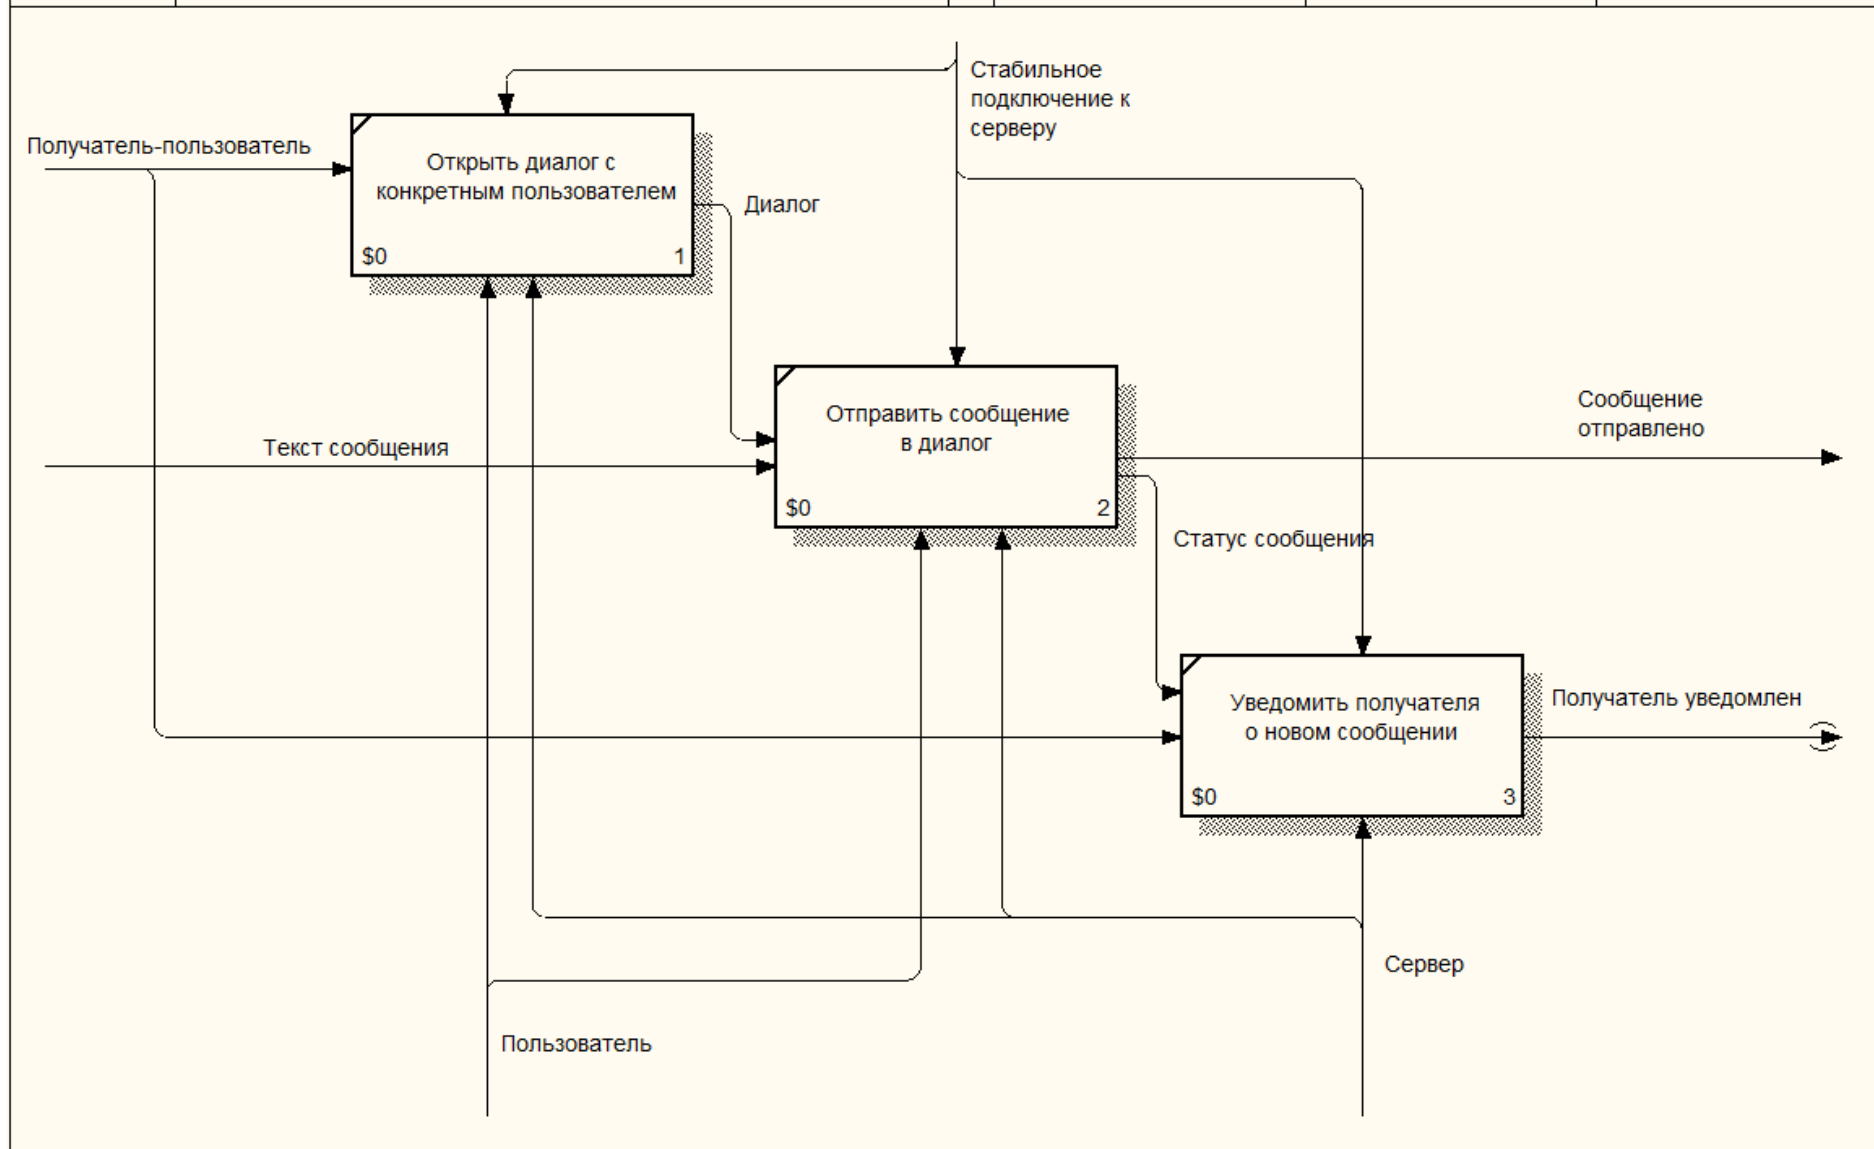 Стабильное
подключение к
серверу
Получатель-пользователь
Открыть диалог с
конкретным пользователем
$0 1
Диалог
Текст сообщения
Отправить сообщение
в диалог
$0 2
Сообщение
отправлено
Статус сообщения
Уведомить получателя
о новом сообщении
$0 3
Получатель уведомлен
Сервер
Пользователь